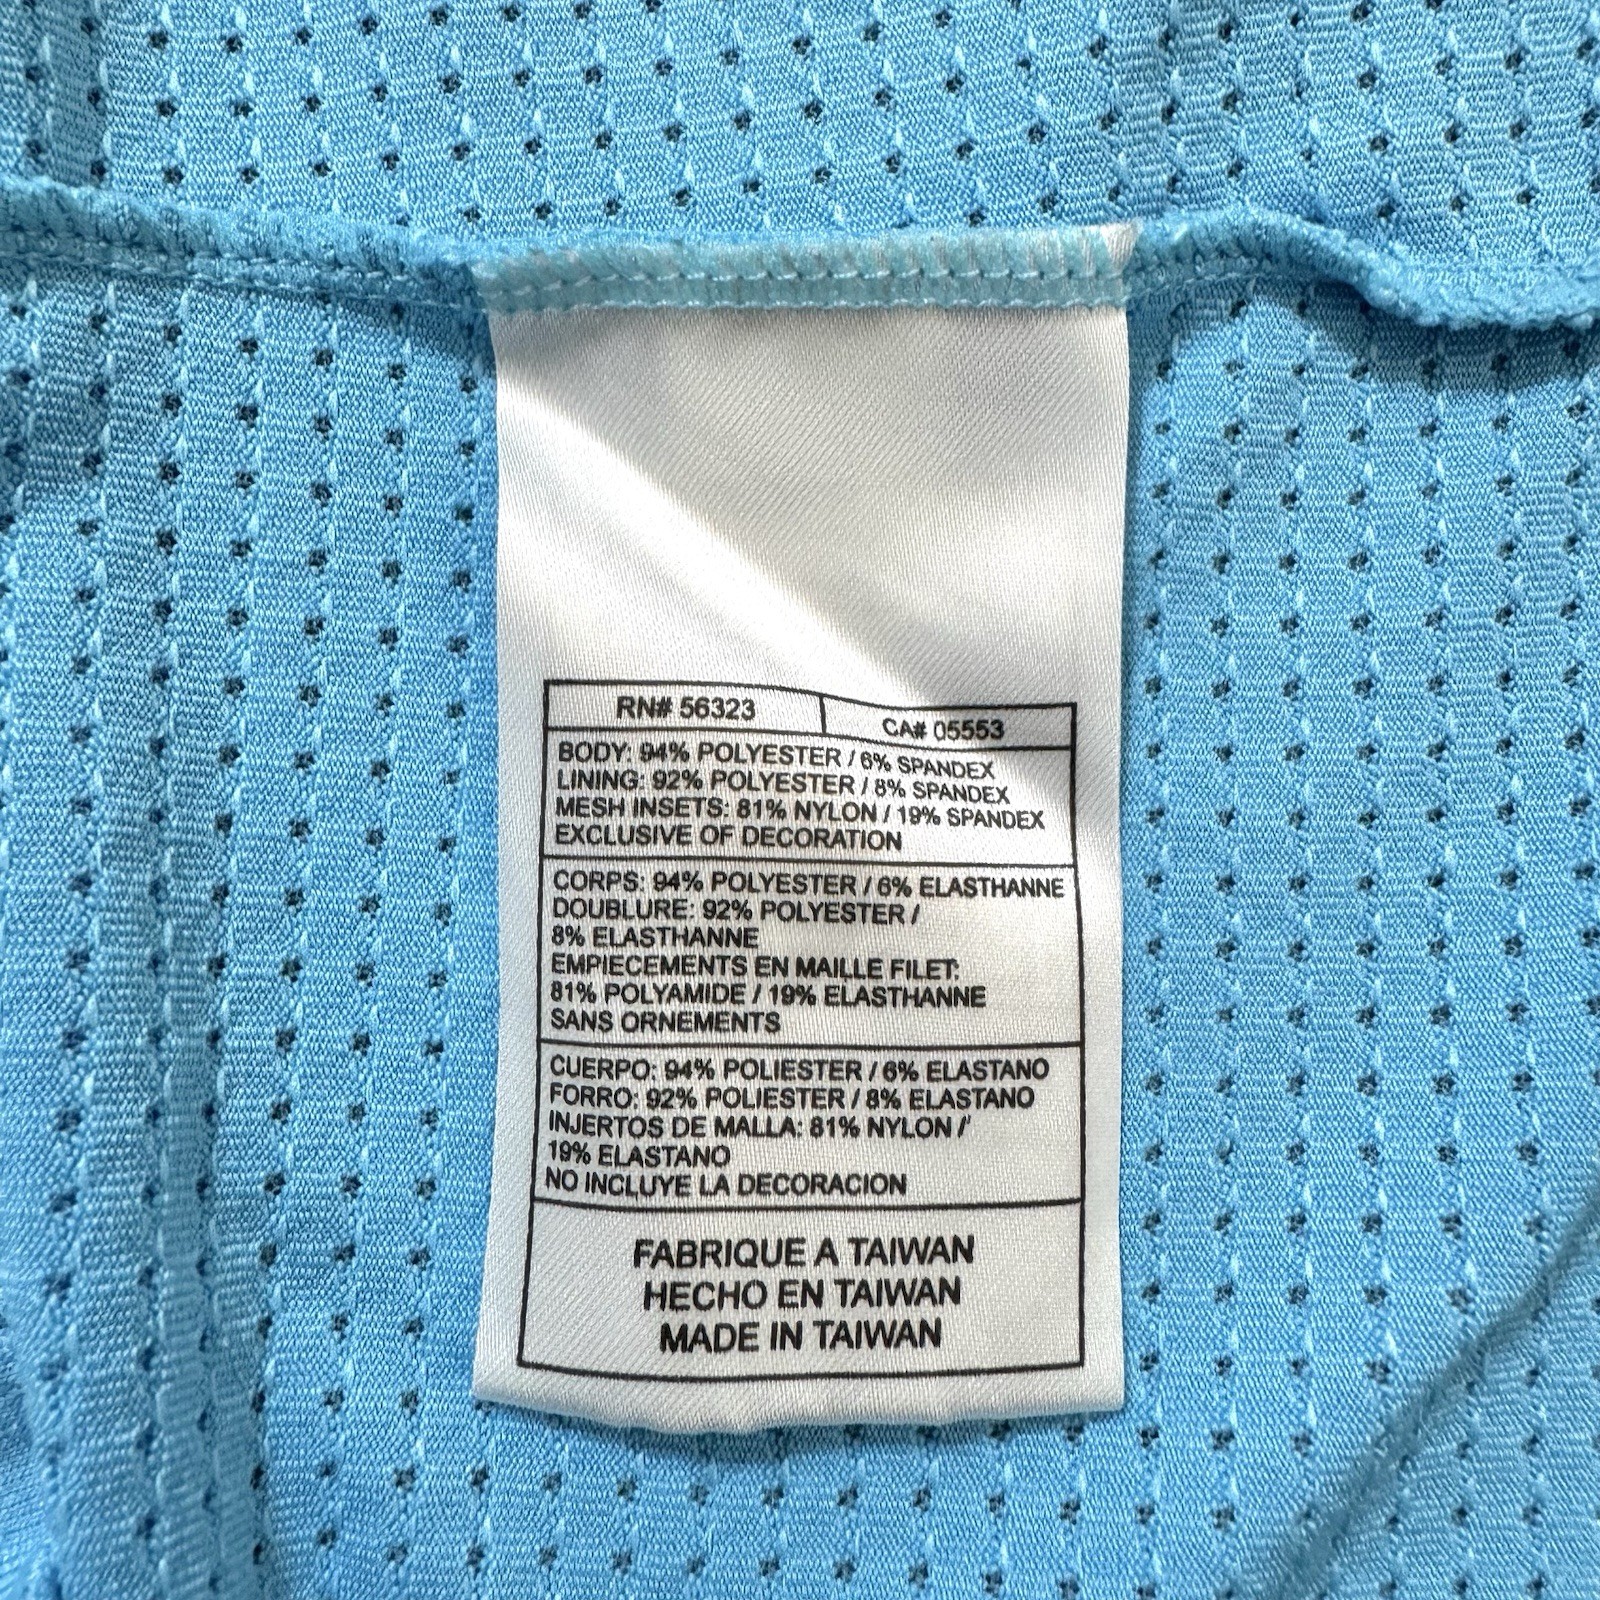 RN# 56323 CA# 05553
BODY: 94% POLYESTER / 6% SPANDEX
LINING: 92% POLYESTER / 8% SPANDEX
MESH INSETS: 81% NYLON / 19% SPANDEX
EXCLUSIVE OF DECORATION
CORPS: 94% POLYESTER / 6% ELASTHANNE
DOUBLURE: 92% POLYESTER /
8% ELASTHANNE
EMPIECEMENTS EN MAILLE FILET:
81% POLYAMIDE / 19% ELASTHANNE
SANS ORNEMENTS
CUERPO: 94% POLIESTER / 6% ELASTANO
FORRO: 92% POLIESTER / 8% ELASTANO
INJERTOS DE MALLA: 81% NYLON /
19% ELASTANO
NO INCLUYE LA DECORACION
FABRIQUE A TAIWAN
HECHO EN TAIWAN
MADE IN TAIWAN